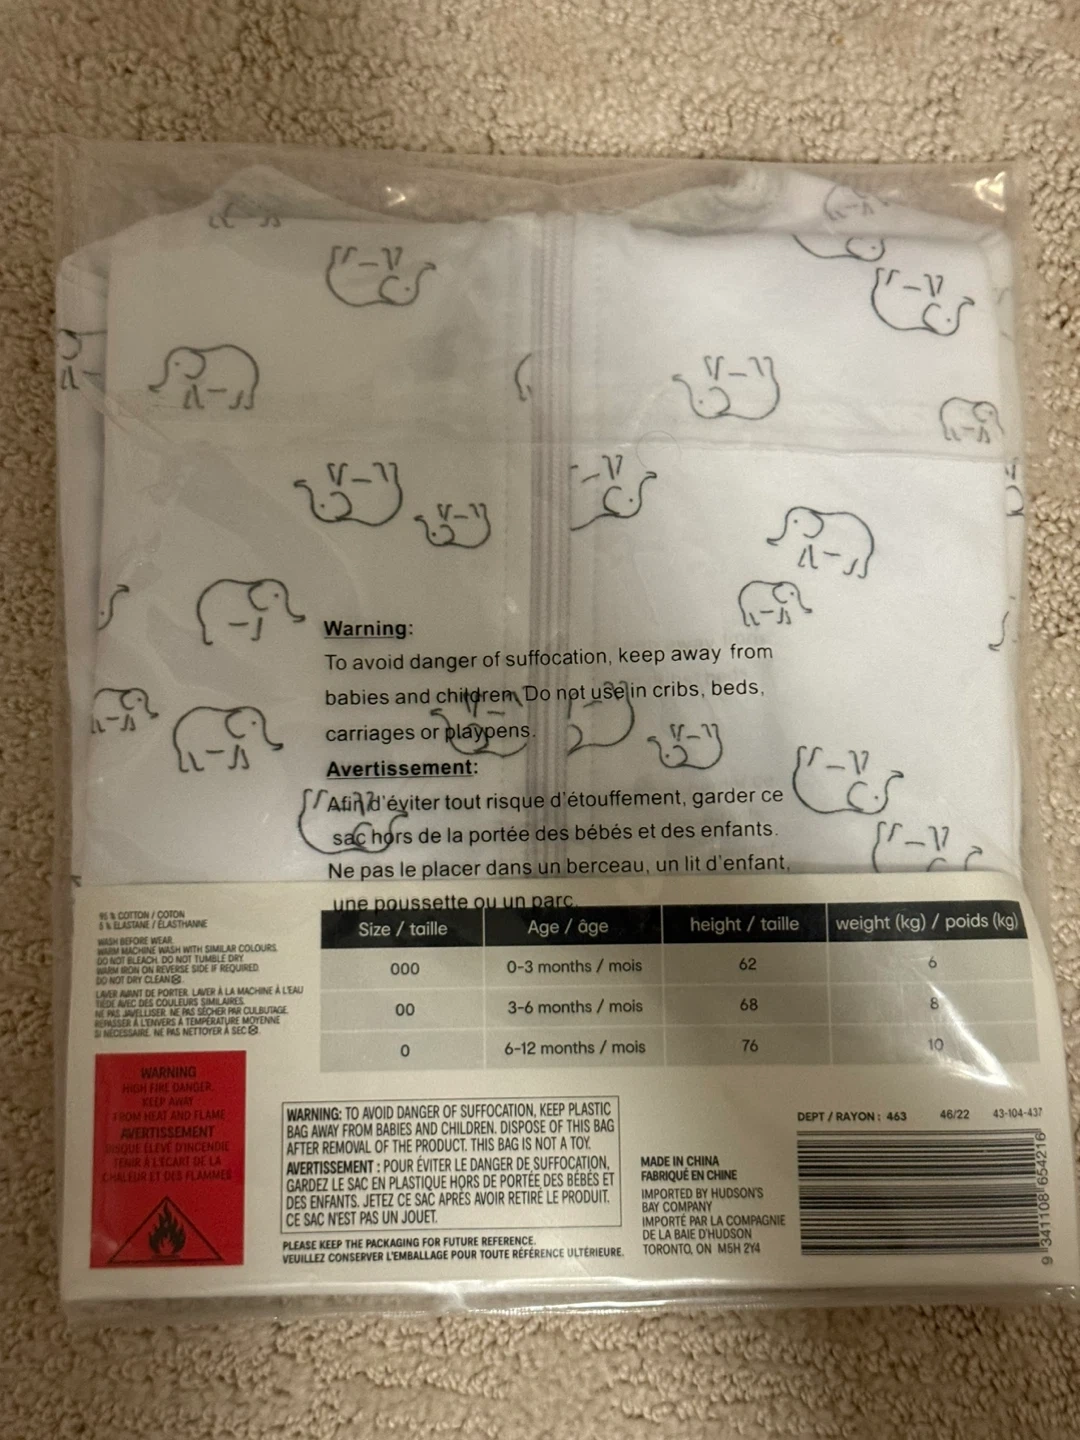 Warning:
To avoid danger of suffocation, keep away from
babies and children. Do not use in cribs, beds,
carriages or playpens.
Avertissement:
Afin d'éviter tout risque d'étouffement, garder ce
sac hors de la portée des bébés et des enfants.
Ne pas le placer dans un berceau, un lit d'enfant,
une poussette ou un parc.
95 % COTTON / COTON
5 % ELASTANE / ÉLASTHANNE
WASH BEFORE WEAR.
WARM MACHINE WASH WITH SIMILAR COLOURS.
DO NOT BLEACH. DO NOT TUMBLE DRY.
WARM IRON ON REVERSE SIDE IF REQUIRED.
DO NOT DRY CLEAN
LAVER AVANT DE PORTER. LAVER À LA MACHINE À L'EAU
TIÈDE AVEC DES COULEURS SIMILAIRES.
NE PAS JAVELLISER. NE PAS SÉCHER PAR CULBUTAGE.
REPASSER À L'ENVERS À TEMPÉRATURE MOYENNE
SI NÉCESSAIRE. NE PAS NETTOYER À SEC
WARNING
HIGH FIRE DANGER.
KEEP AWAY
FROM HEAT AND FLAME
AVERTISSEMENT
RISQUE ÉLEVÉ D'INCENDIE
TENIR À L'ÉCART DE LA
CHALEUR ET DES FLAMMES
Size / taille Age / âge height / taille weight (kg) / poids (kg)
000 0-3 months / mois 62 6
00 3-6 months / mois 68 8
0 6-12 months / mois 76 10
WARNING: TO AVOID DANGER OF SUFFOCATION, KEEP PLASTIC
BAG AWAY FROM BABIES AND CHILDREN. DISPOSE OF THIS BAG
AFTER REMOVAL OF THE PRODUCT. THIS BAG IS NOT A TOY.
AVERTISSEMENT : POUR ÉVITER LE DANGER DE SUFFOCATION,
GARDEZ LE SAC EN PLASTIQUE HORS DE PORTÉE DES BÉBÉS ET
DES ENFANTS. JETEZ CE SAC APRÈS AVOIR RETIRÉ LE PRODUIT.
CE SAC N'EST PAS UN JOUET.
PLEASE KEEP THE PACKAGING FOR FUTURE REFERENCE.
VEUILLEZ CONSERVER L'EMBALLAGE POUR TOUTE RÉFÉRENCE ULTÉRIEURE.
MADE IN CHINA
FABRIQUÉ EN CHINE
IMPORTED BY HUDSON'S
BAY COMPANY
IMPORTÉ PAR LA COMPAGNIE
DE LA BAIE D'HUDSON
TORONTO, ON M5H 2Y4
DEPT / RAYON : 463 46/22 43-104-437
9 341108 654216